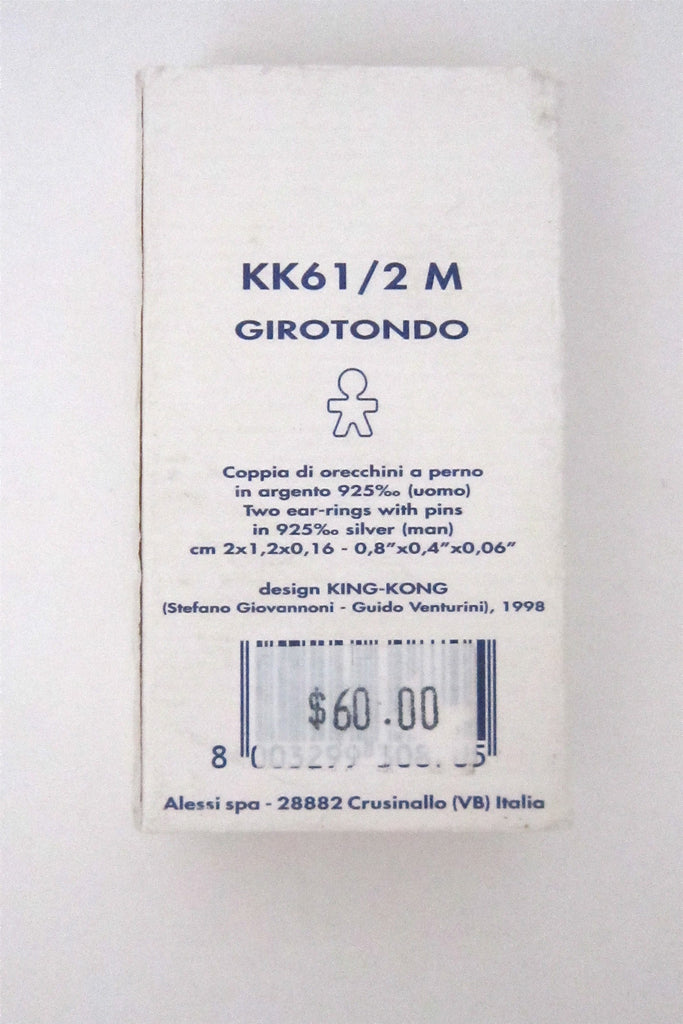 KK61/2 M
GIROTONDO
Coppia di orecchini a perno
in argento 925‰ (uomo)
Two ear-rings with pins
in 925‰ silver (man)
cm 2x1,2x0,16 - 0,8"x0,4"x0,06"
design KING-KONG
(Stefano Giovannoni - Guido Venturini), 1998
$60.00
8
Alessi spa - 28882 Crusinallo (VB) Italia